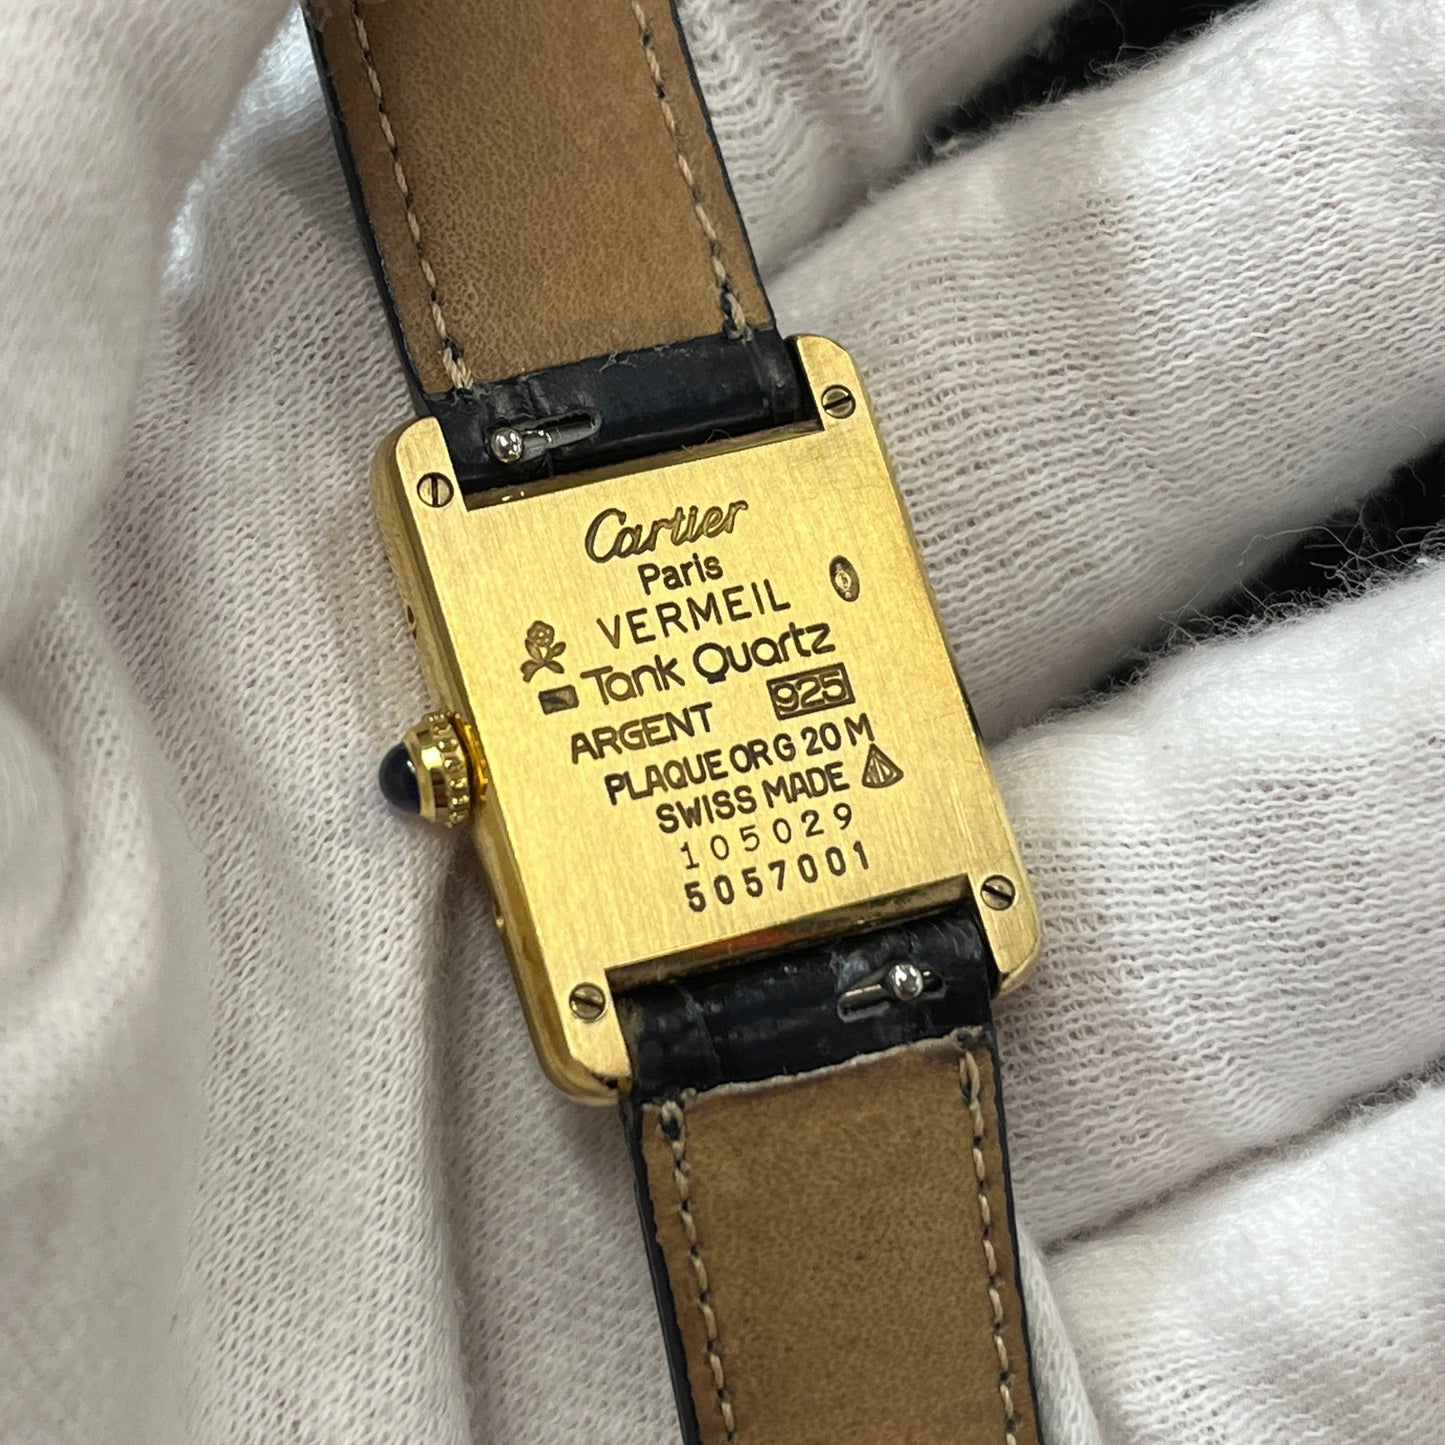 Cartier
Paris
VERMEIL
Tank Quartz
ARGENT 925
PLAQUE OR G 20 M
SWISS MADE
105029
5057001